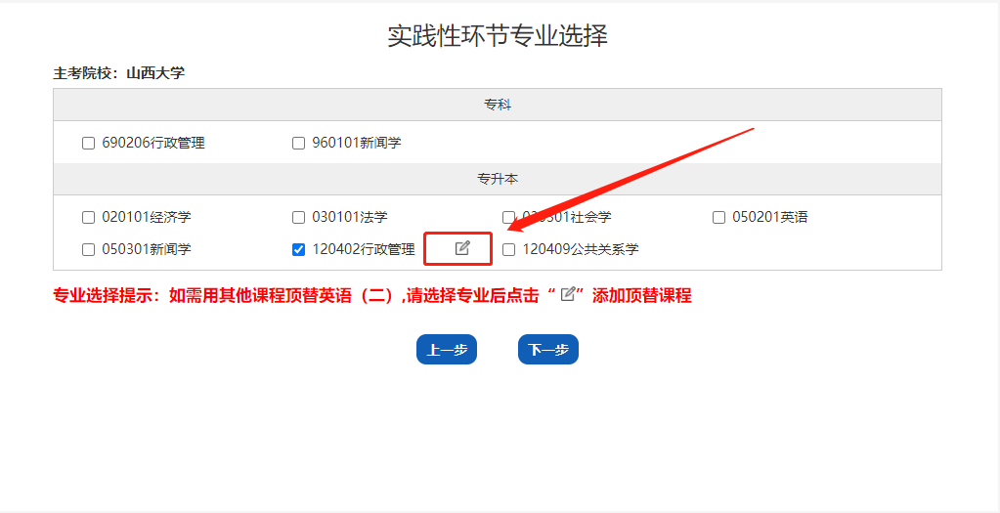 实践性环节专业选择
主考院校：山西大学
专科
690206行政管理 960101新闻学
专升本
020101经济学 030101法学 030301社会学 050201英语
050301新闻学 120402行政管理 120409公共关系学
专业选择提示：如需用其他课程顶替英语（二）,请选择专业后点击“ ”添加顶替课程
上一步 下一步